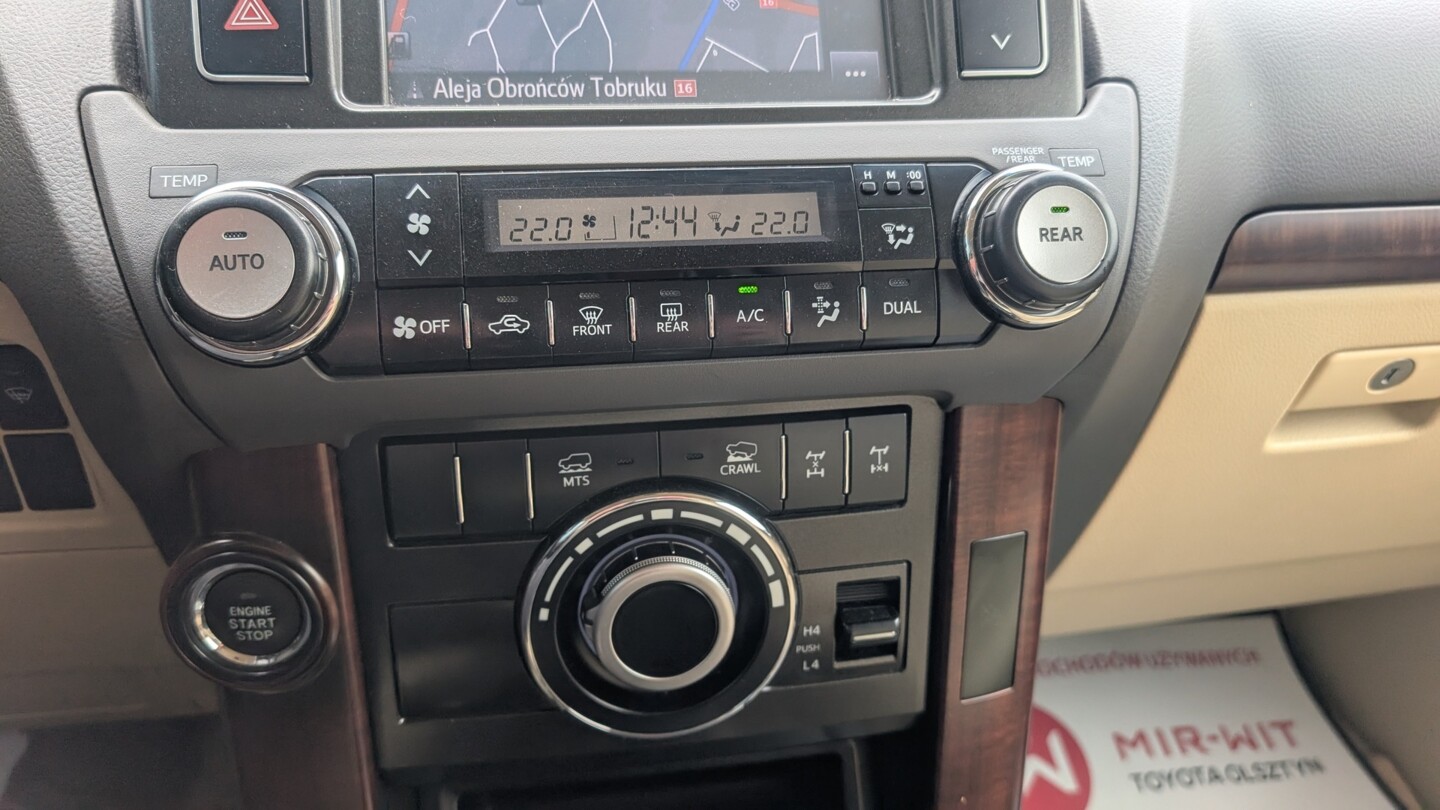 16
Aleja Obrońców Tobruku 16
TEMP
PASSENGER
/REAR
TEMP
H M :00
22.0 12:44 22.0
AUTO
REAR
OFF
FRONT
REAR
A/C
DUAL
MTS
CRAWL
ENGINE
START
STOP
H4
PUSH
L4
MIR-WIT
TOYOTA OLSZTYN